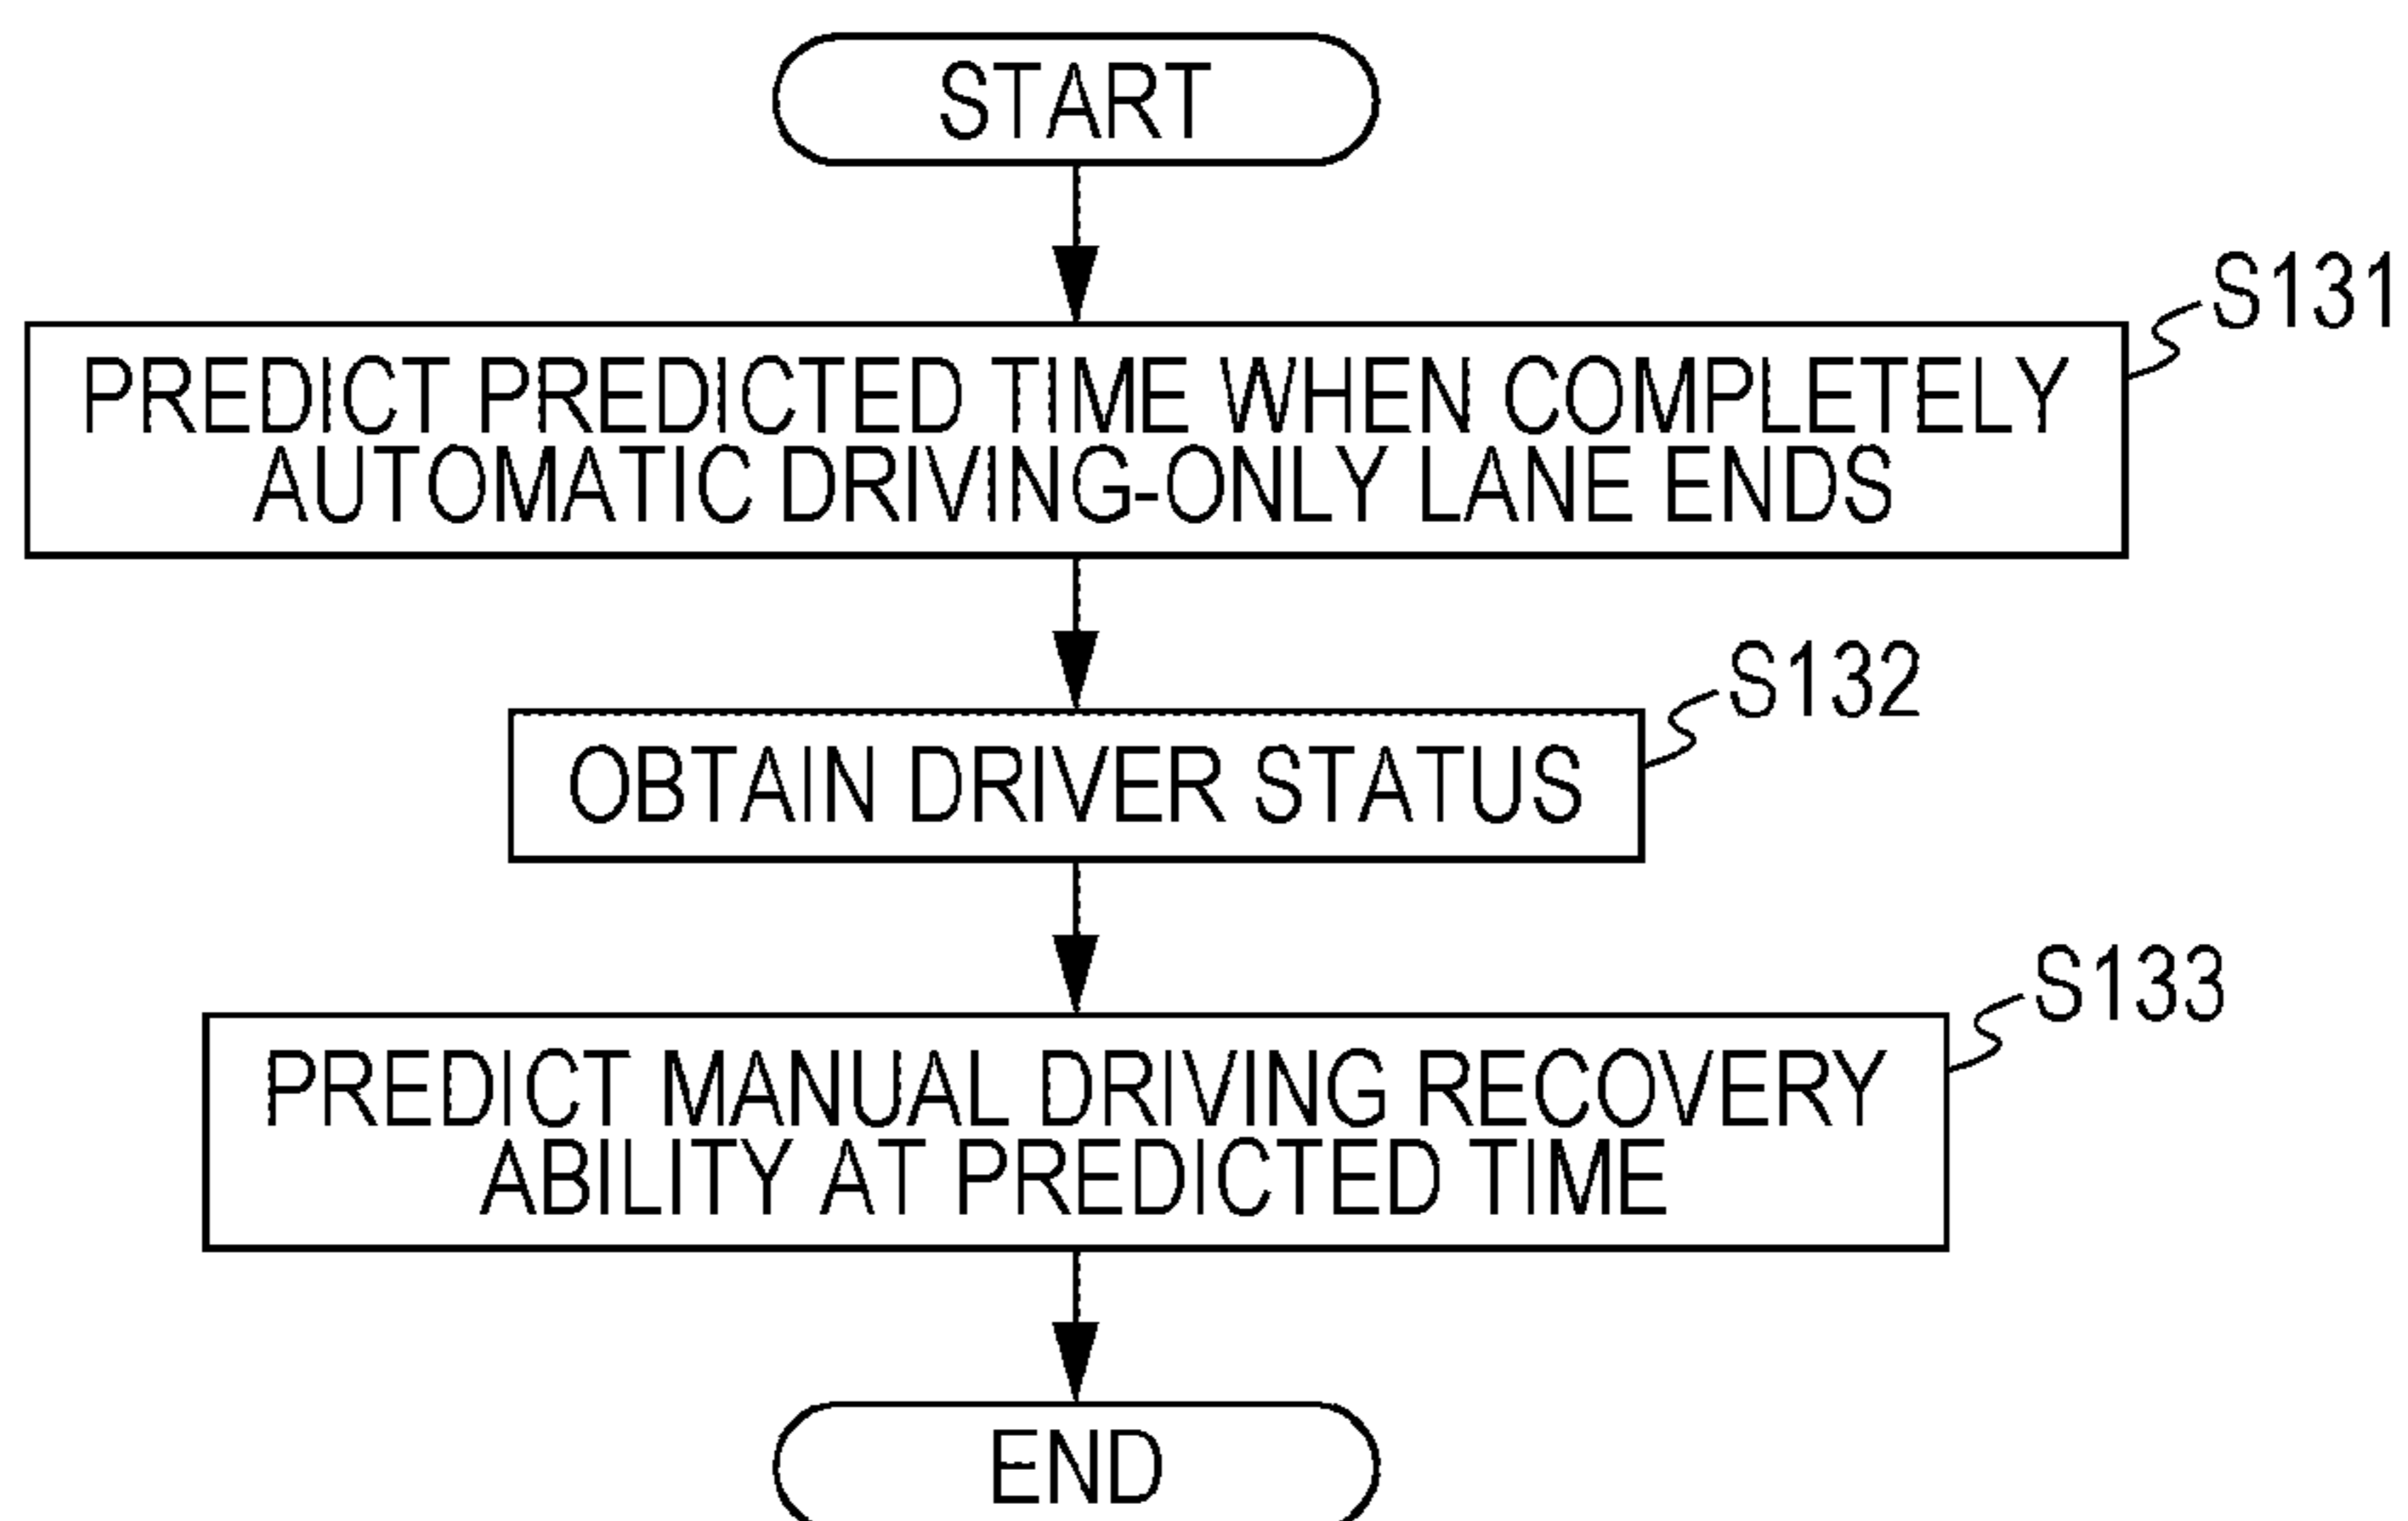 START
S131
PREDICT PREDICTED TIME WHEN COMPLETELY
AUTOMATIC DRIVING-ONLY LANE ENDS
S132
OBTAIN DRIVER STATUS
S133
PREDICT MANUAL DRIVING RECOVERY
ABILITY AT PREDICTED TIME
END